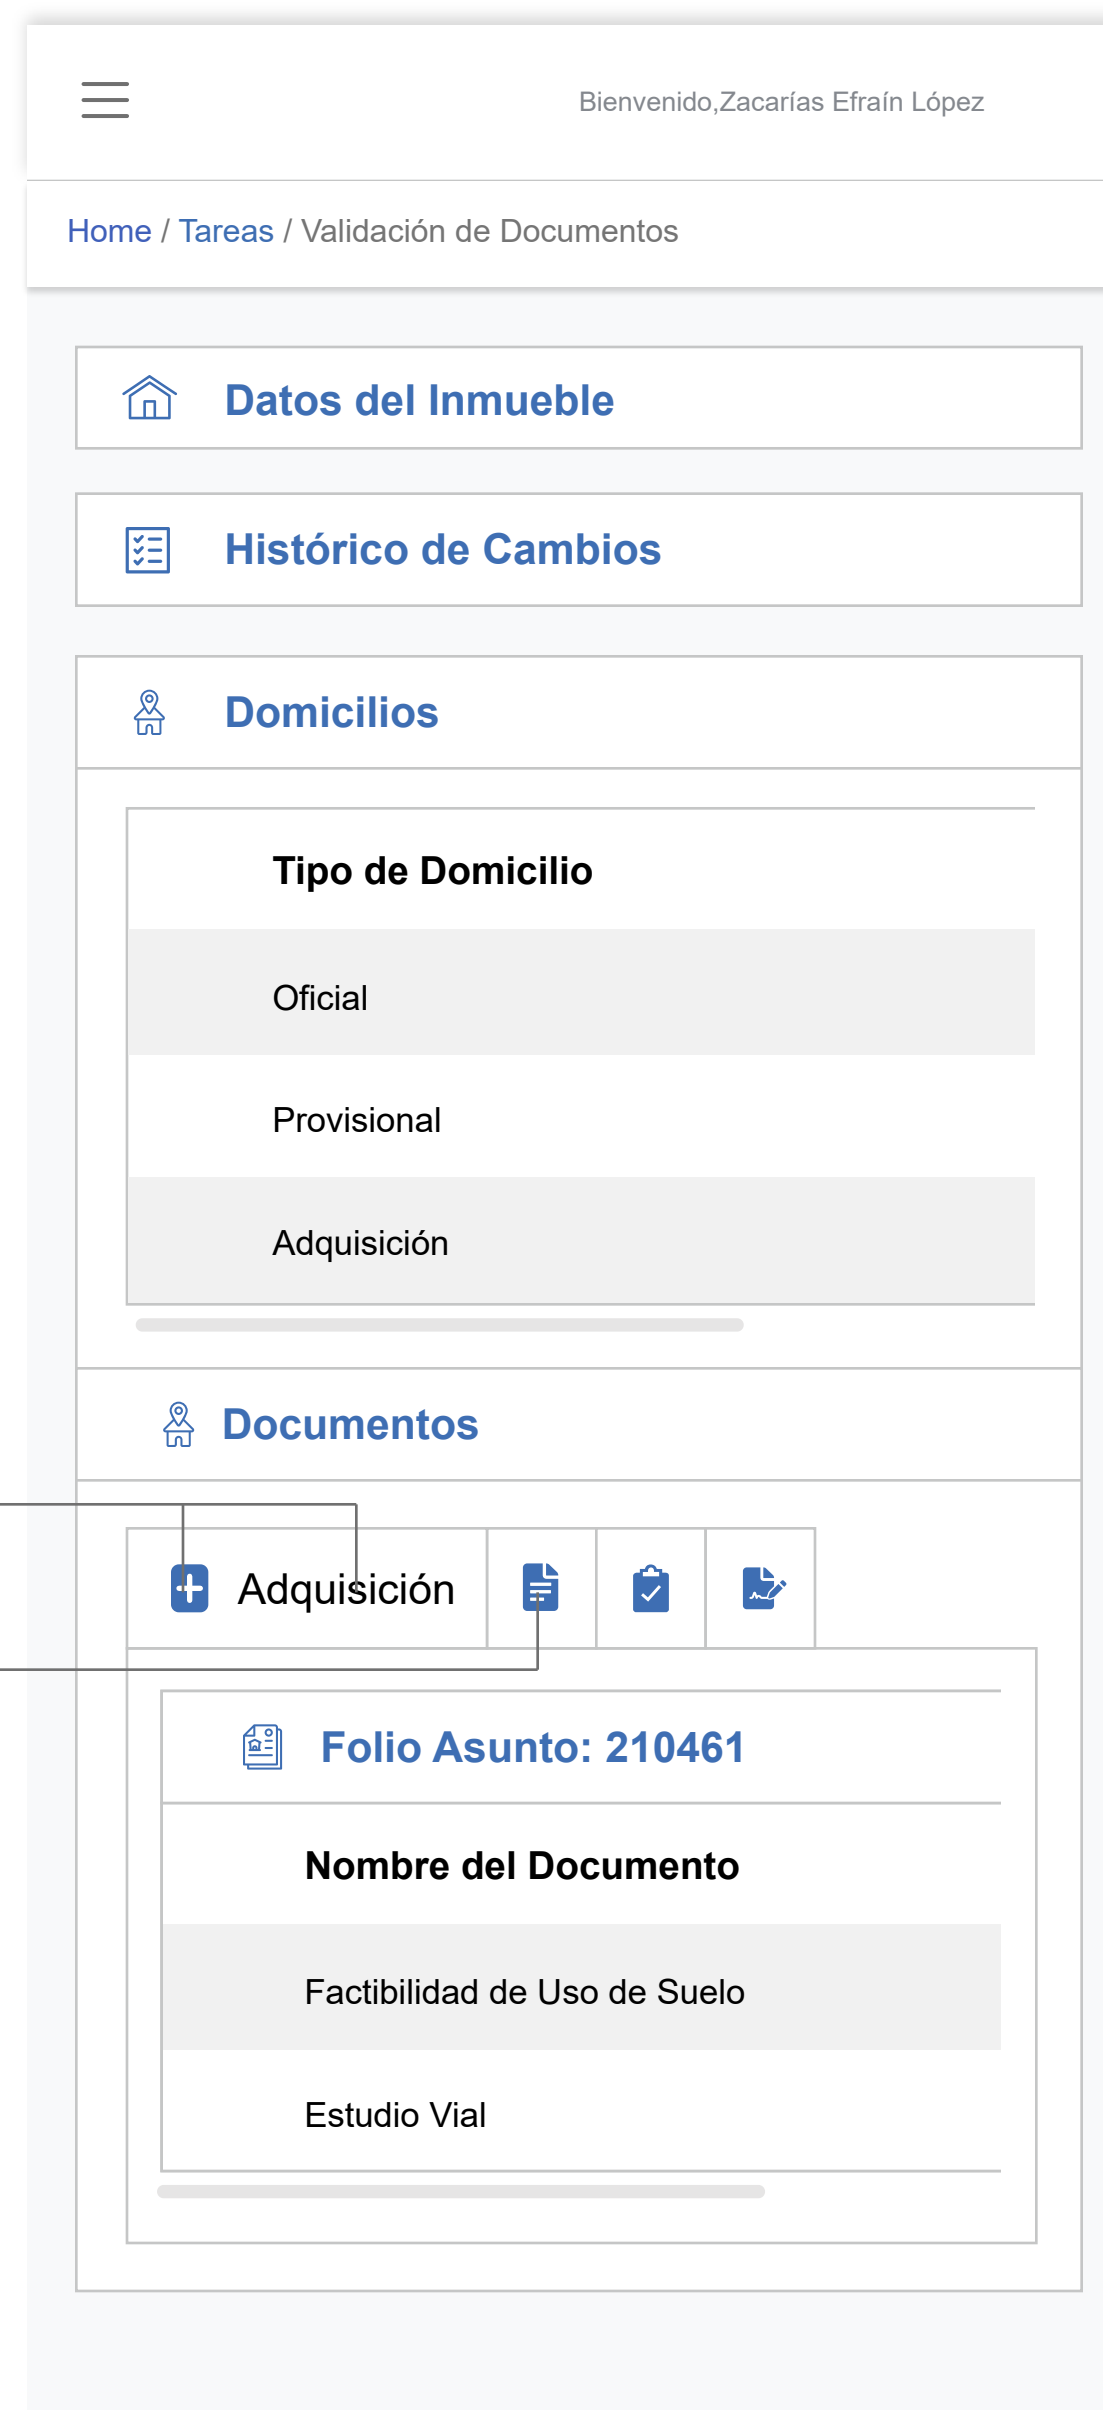 Bienvenido,Zacarías Efraín López
Home / Tareas / Validación de Documentos
Datos del Inmueble
Histórico de Cambios
Domicilios
Tipo de Domicilio
Oficial
Provisional
Adquisición
Documentos
Adquisición
Folio Asunto: 210461
Nombre del Documento
Factibilidad de Uso de Suelo
Estudio Vial